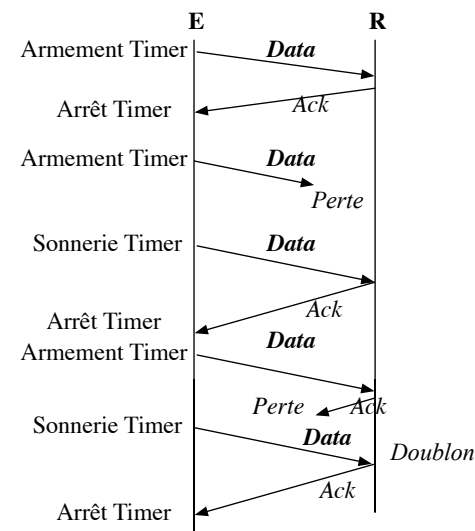 E R
Armement Timer Data
Ack
Arrêt Timer
Armement Timer Data
Perte
Sonnerie Timer Data
Ack
Arrêt Timer
Data
Armement Timer
Perte Ack
Sonnerie Timer Data
Doublon
Ack
Arrêt Timer